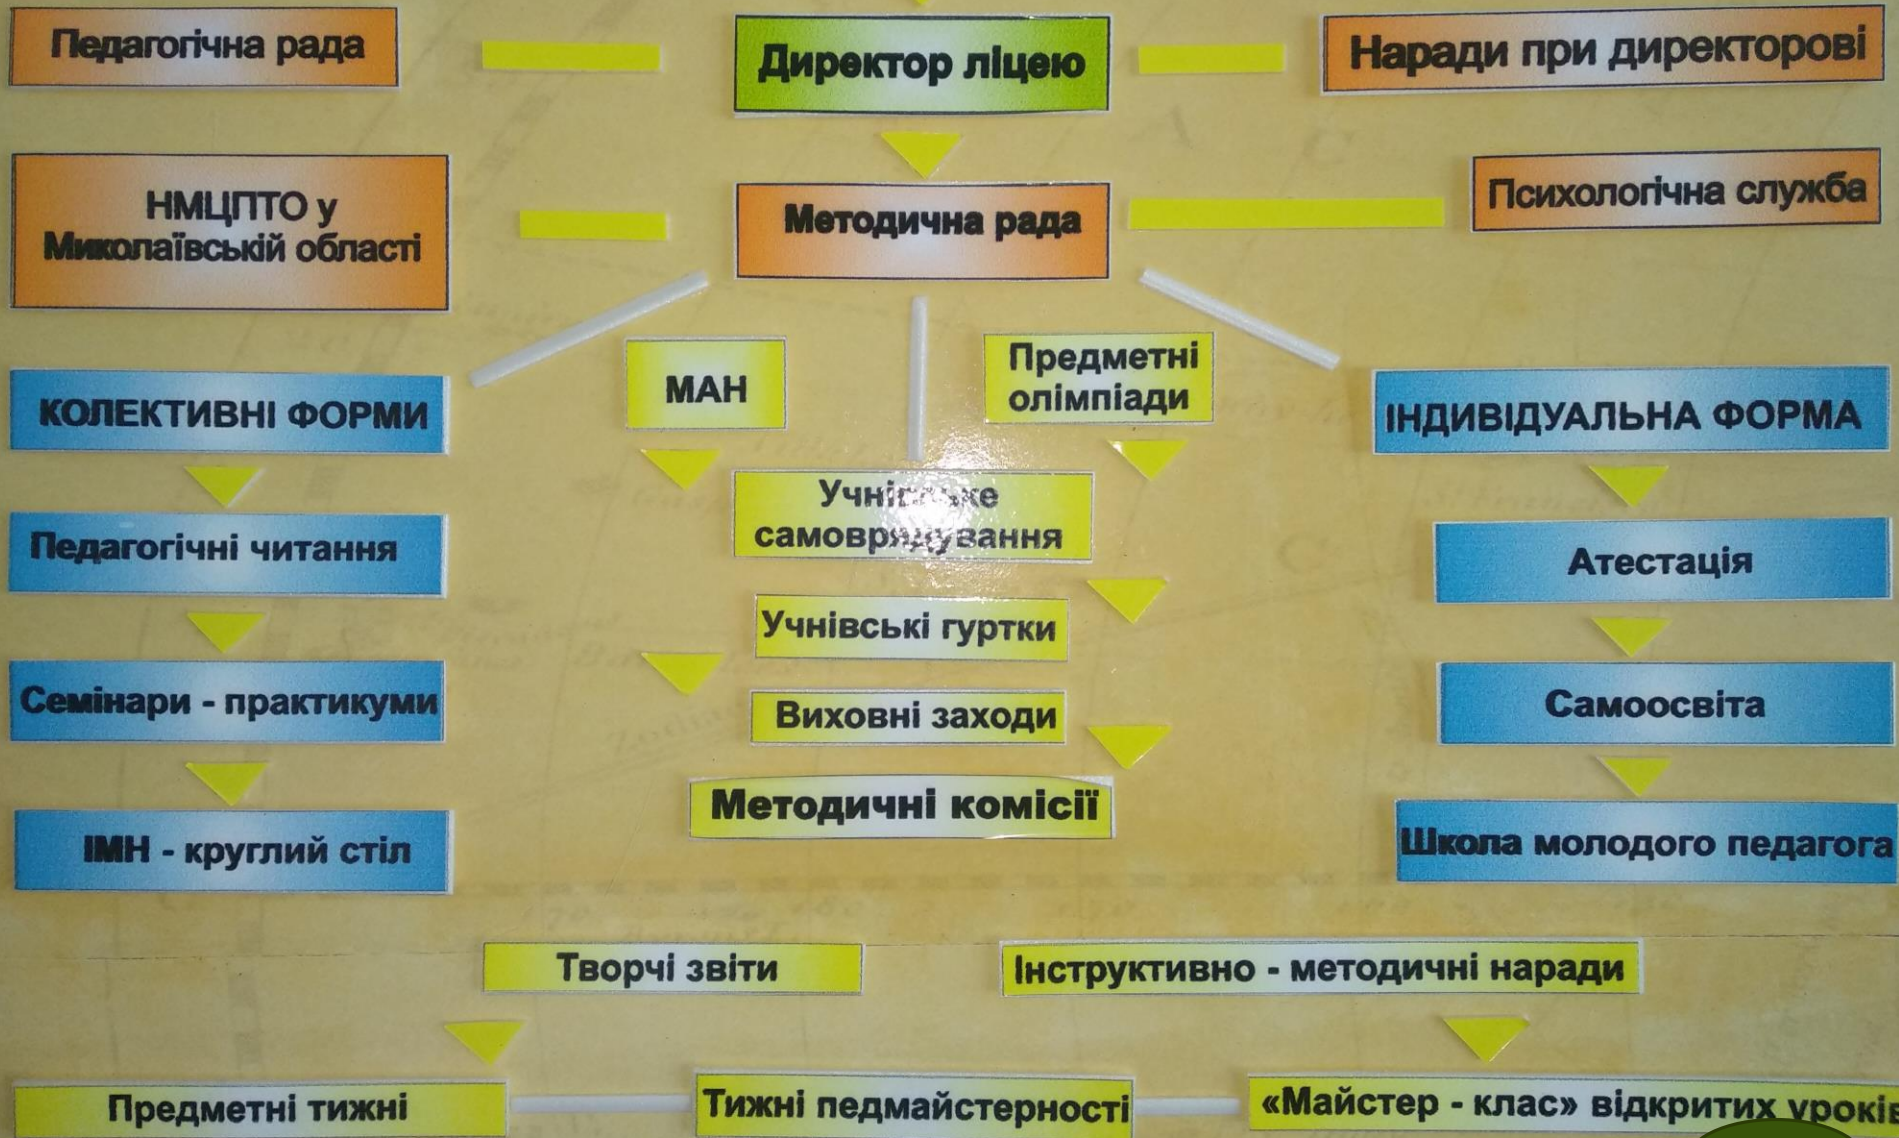 Педагогічна рада
Директор ліцею
Наради при директорові
НМЦПТО у
Миколаївській області
Методична рада
Психологічна служба
КОЛЕКТИВНІ ФОРМИ
МАН
Предметні
олімпіади
ІНДИВІДУАЛЬНА ФОРМА
Педагогічні читання
Учнівське
самоврядування
Атестація
Учнівські гуртки
Семінари - практикуми
Виховні заходи
Самоосвіта
Методичні комісії
ІМН - круглий стіл
Школа молодого педагога
Творчі звіти
Інструктивно - методичні наради
Предметні тижні
Тижні педмайстерності
«Майстер - клас» відкритих уроків